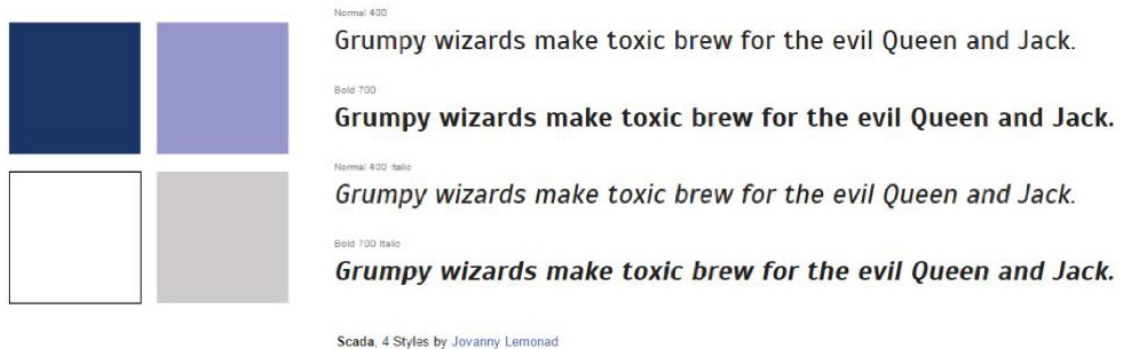 Normal 400
Grumpy wizards make toxic brew for the evil Queen and Jack.
Bold 700
Grumpy wizards make toxic brew for the evil Queen and Jack.
Normal 400 Italic
Grumpy wizards make toxic brew for the evil Queen and Jack.
Bold 700 Italic
Grumpy wizards make toxic brew for the evil Queen and Jack.
Scada, 4 Styles by Jovanny Lemonad